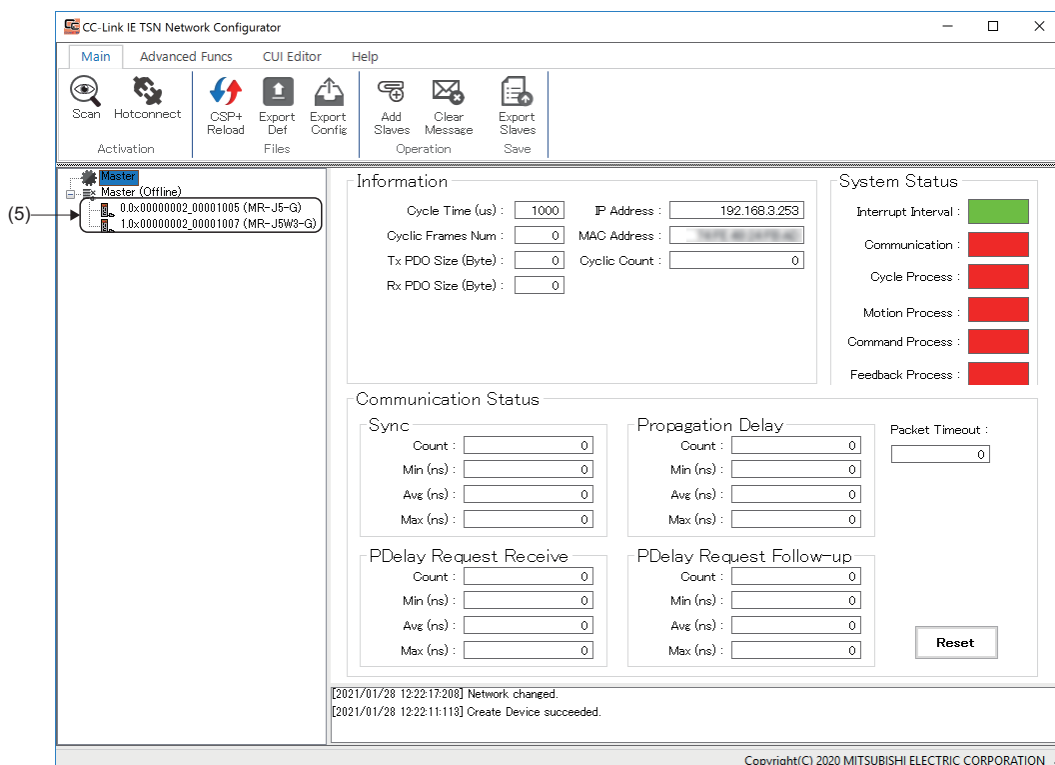 CC-Link IE TSN Network Configurator
Main Advanced Funcs CUI Editor Help
Scan Hotconnect CSP+ Reload Export Def Export Config Add Slaves Clear Message Export Slaves
Activation Files Operation Save
Master
Master (Offline)
(5)
0.0x00000002_00001005 (MR-J5-G)
1.0x00000002_00001007 (MR-J5W3-G)
Information
Cycle Time (us) : 1000 IP Address : 192.168.3.253
Cyclic Frames Num : 0 MAC Address :
Tx PDO Size (Byte) : 0 Cyclic Count : 0
Rx PDO Size (Byte) : 0
System Status
Interrupt Interval :
Communication :
Cycle Process :
Motion Process :
Command Process :
Feedback Process :
Communication Status
Sync
Count : 0
Min (ns) : 0
Avg (ns) : 0
Max (ns) : 0
Propagation Delay
Count : 0
Min (ns) : 0
Avg (ns) : 0
Max (ns) : 0
Packet Timeout :
0
PDelay Request Receive
Count : 0
Min (ns) : 0
Avg (ns) : 0
Max (ns) : 0
PDelay Request Follow-up
Count : 0
Min (ns) : 0
Avg (ns) : 0
Max (ns) : 0
Reset
[2021/01/28 12:22:17:208] Network changed.
[2021/01/28 12:22:11:113] Create Device succeeded.
Copyright(C) 2020 MITSUBISHI ELECTRIC CORPORATION